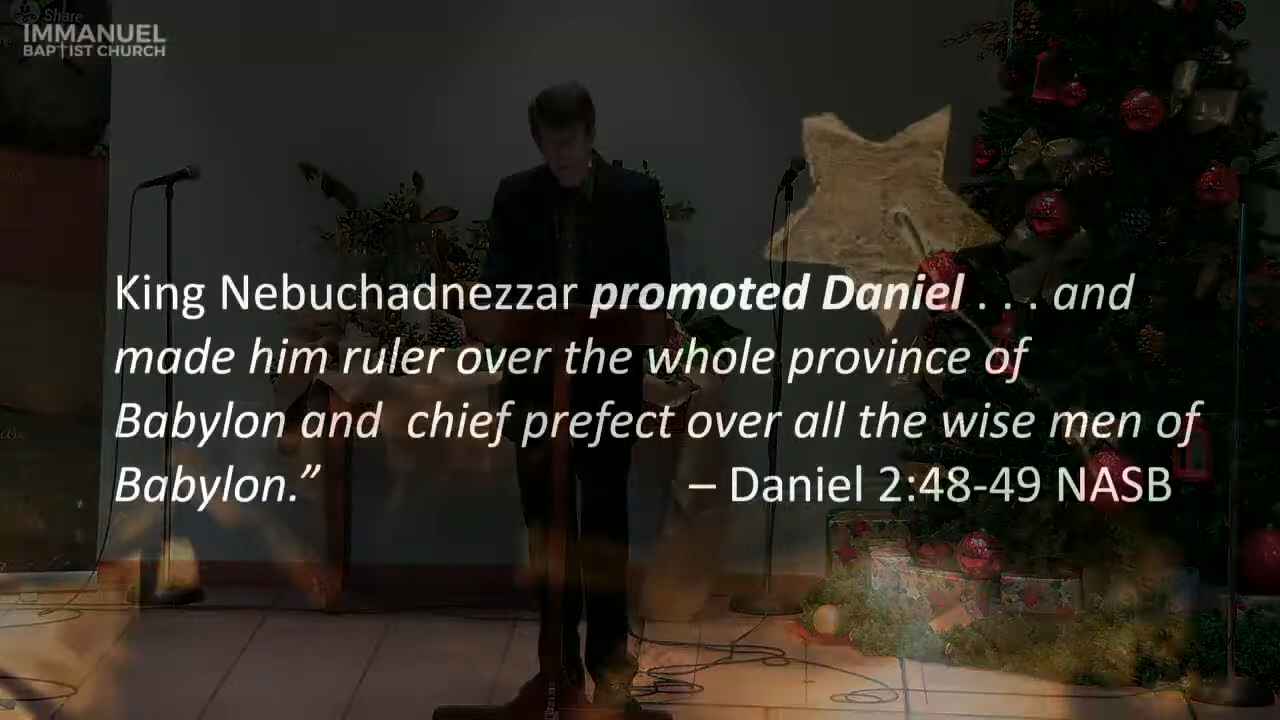 Share
IMMANUEL
BAPTIST CHURCH
King Nebuchadnezzar promoted Daniel . . . and
made him ruler over the whole province of
Babylon and  chief prefect over all the wise men of
Babylon.” – Daniel 2:48-49 NASB